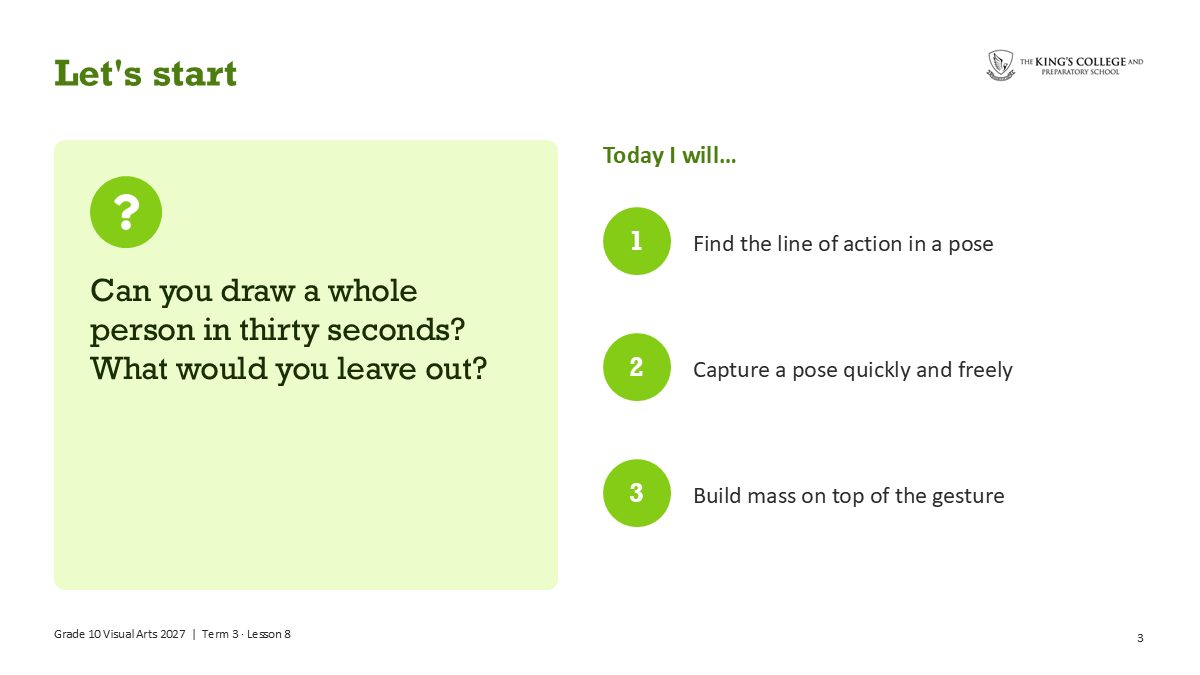 Let's start
THE KING'S COLLEGE AND
PREPARATORY SCHOOL
?
Can you draw a whole
person in thirty seconds?
What would you leave out?
Today I will...
1 Find the line of action in a pose
2 Capture a pose quickly and freely
3 Build mass on top of the gesture
Grade 10 Visual Arts 2027 | Term 3 · Lesson 8
3